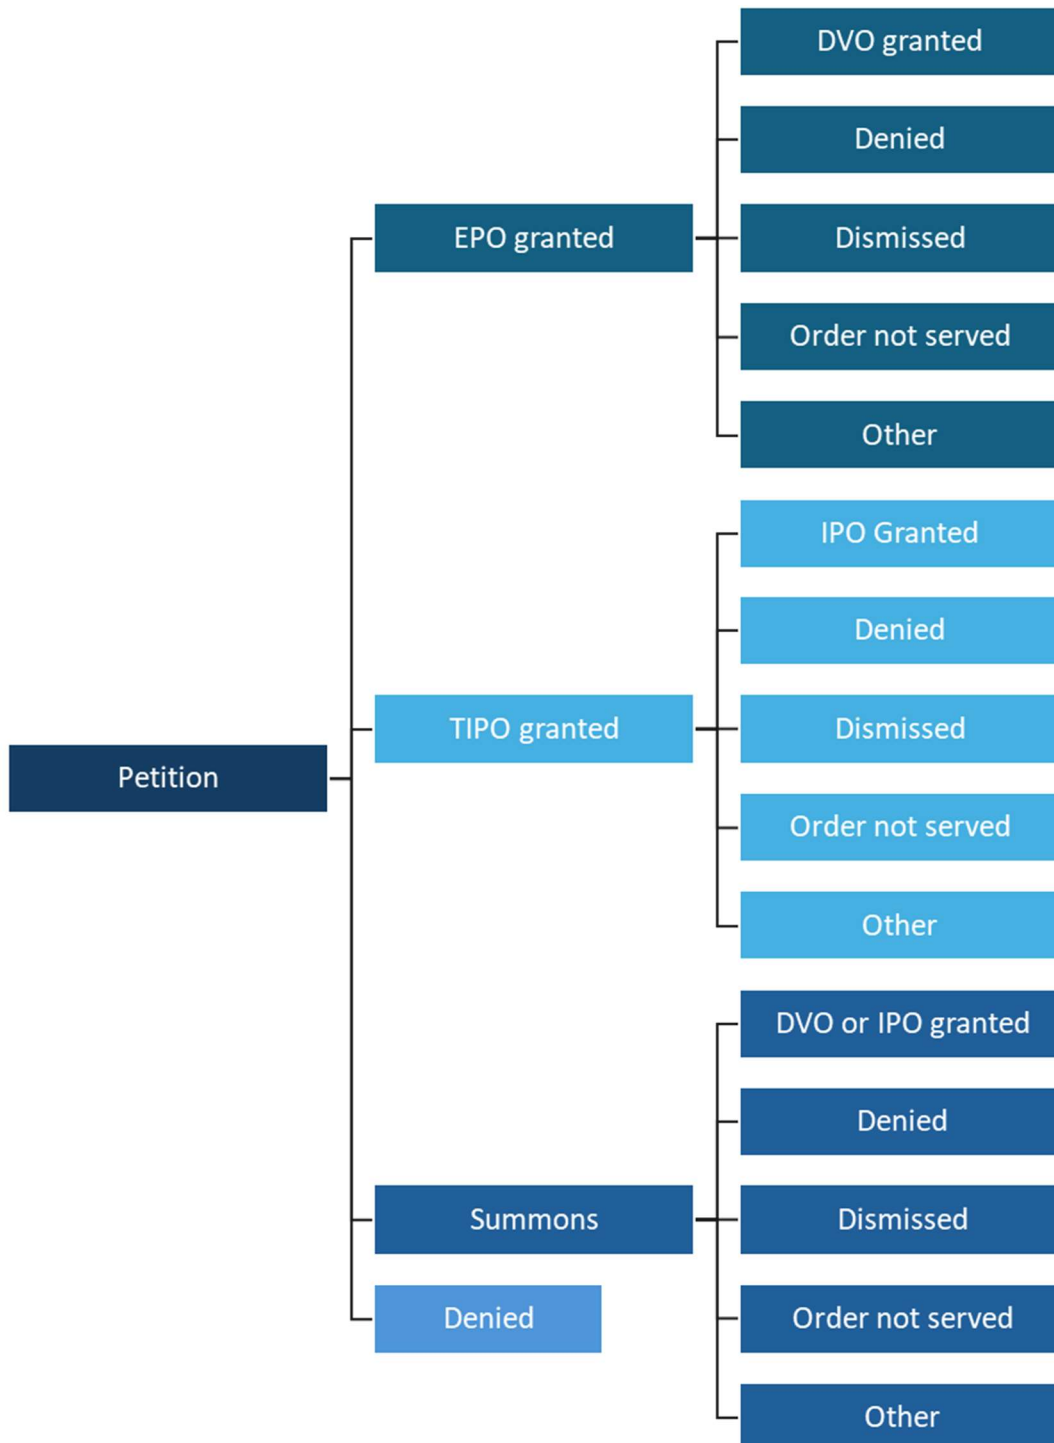 Petition
EPO granted
DVO granted
Denied
Dismissed
Order not served
Other
TIPO granted
IPO Granted
Denied
Dismissed
Order not served
Other
Summons
DVO or IPO granted
Denied
Dismissed
Order not served
Other
Denied